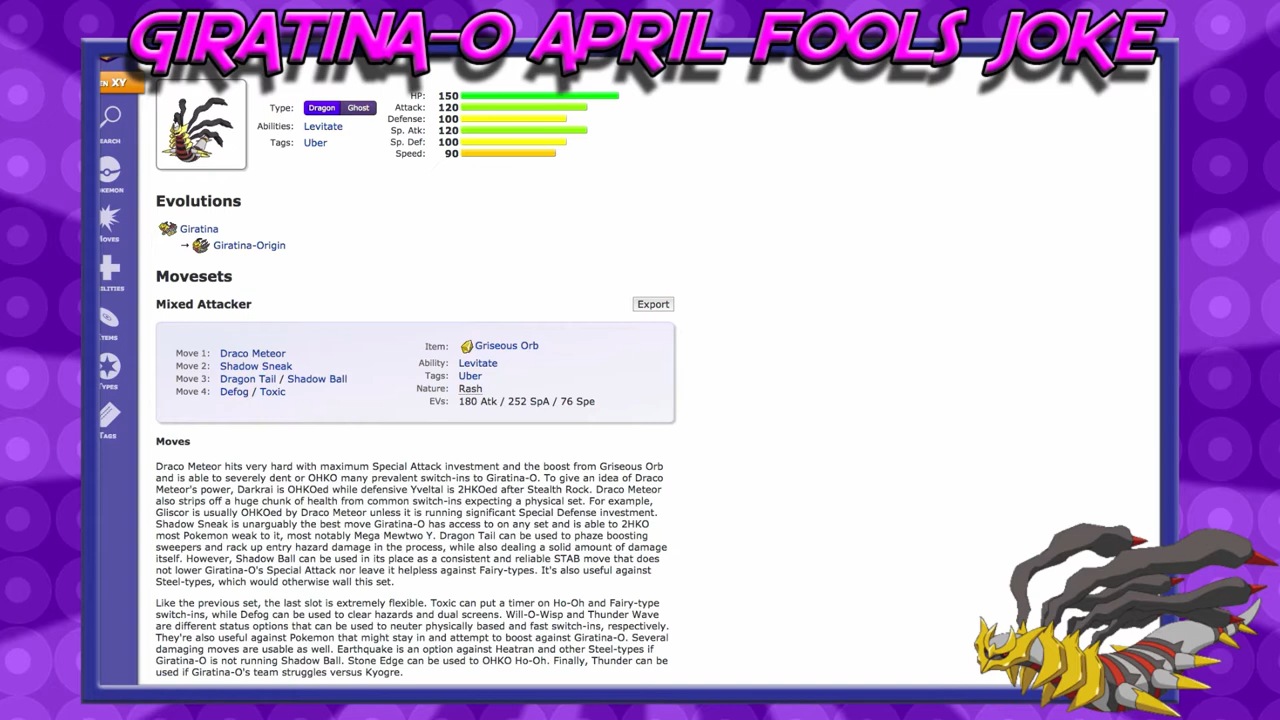 GIRATINA-O APRIL FOOLS JOKE
EN XY
EARCH
OKEMON
OVES
ILITIES
TEMS
YPES
AGS
HP: 150
Type: Dragon Ghost
Attack: 120
Defense: 100
Abilities: Levitate
Sp. Atk: 120
Tags: Uber
Sp. Def: 100
Speed: 90
Evolutions
Giratina
→ Giratina-Origin
Movesets
Mixed Attacker
Export
Move 1: Draco Meteor
Move 2: Shadow Sneak
Move 3: Dragon Tail / Shadow Ball
Move 4: Defog / Toxic
Item: Griseous Orb
Ability: Levitate
Tags: Uber
Nature: Rash
EVs: 180 Atk / 252 SpA / 76 Spe
Moves
Draco Meteor hits very hard with maximum Special Attack investment and the boost from Griseous Orb
and is able to severely dent or OHKO many prevalent switch-ins to Giratina-O. To give an idea of Draco
Meteor's power, Darkrai is OHKOed while defensive Yveltal is 2HKOed after Stealth Rock. Draco Meteor
also strips off a huge chunk of health from common switch-ins expecting a physical set. For example,
Gliscor is usually OHKOed by Draco Meteor unless it is running significant Special Defense investment.
Shadow Sneak is unarguably the best move Giratina-O has access to on any set and is able to 2HKO
most Pokemon weak to it, most notably Mega Mewtwo Y. Dragon Tail can be used to phaze boosting
sweepers and rack up entry hazard damage in the process, while also dealing a solid amount of damage
itself. However, Shadow Ball can be used in its place as a consistent and reliable STAB move that does
not lower Giratina-O's Special Attack nor leave it helpless against Fairy-types. It's also useful against
Steel-types, which would otherwise wall this set.
Like the previous set, the last slot is extremely flexible. Toxic can put a timer on Ho-Oh and Fairy-type
switch-ins, while Defog can be used to clear hazards and dual screens. Will-O-Wisp and Thunder Wave
are different status options that can be used to neuter physically based and fast switch-ins, respectively.
They're also useful against Pokemon that might stay in and attempt to boost against Giratina-O. Several
damaging moves are usable as well. Earthquake is an option against Heatran and other Steel-types if
Giratina-O is not running Shadow Ball. Stone Edge can be used to OHKO Ho-Oh. Finally, Thunder can be
used if Giratina-O's team struggles versus Kyogre.